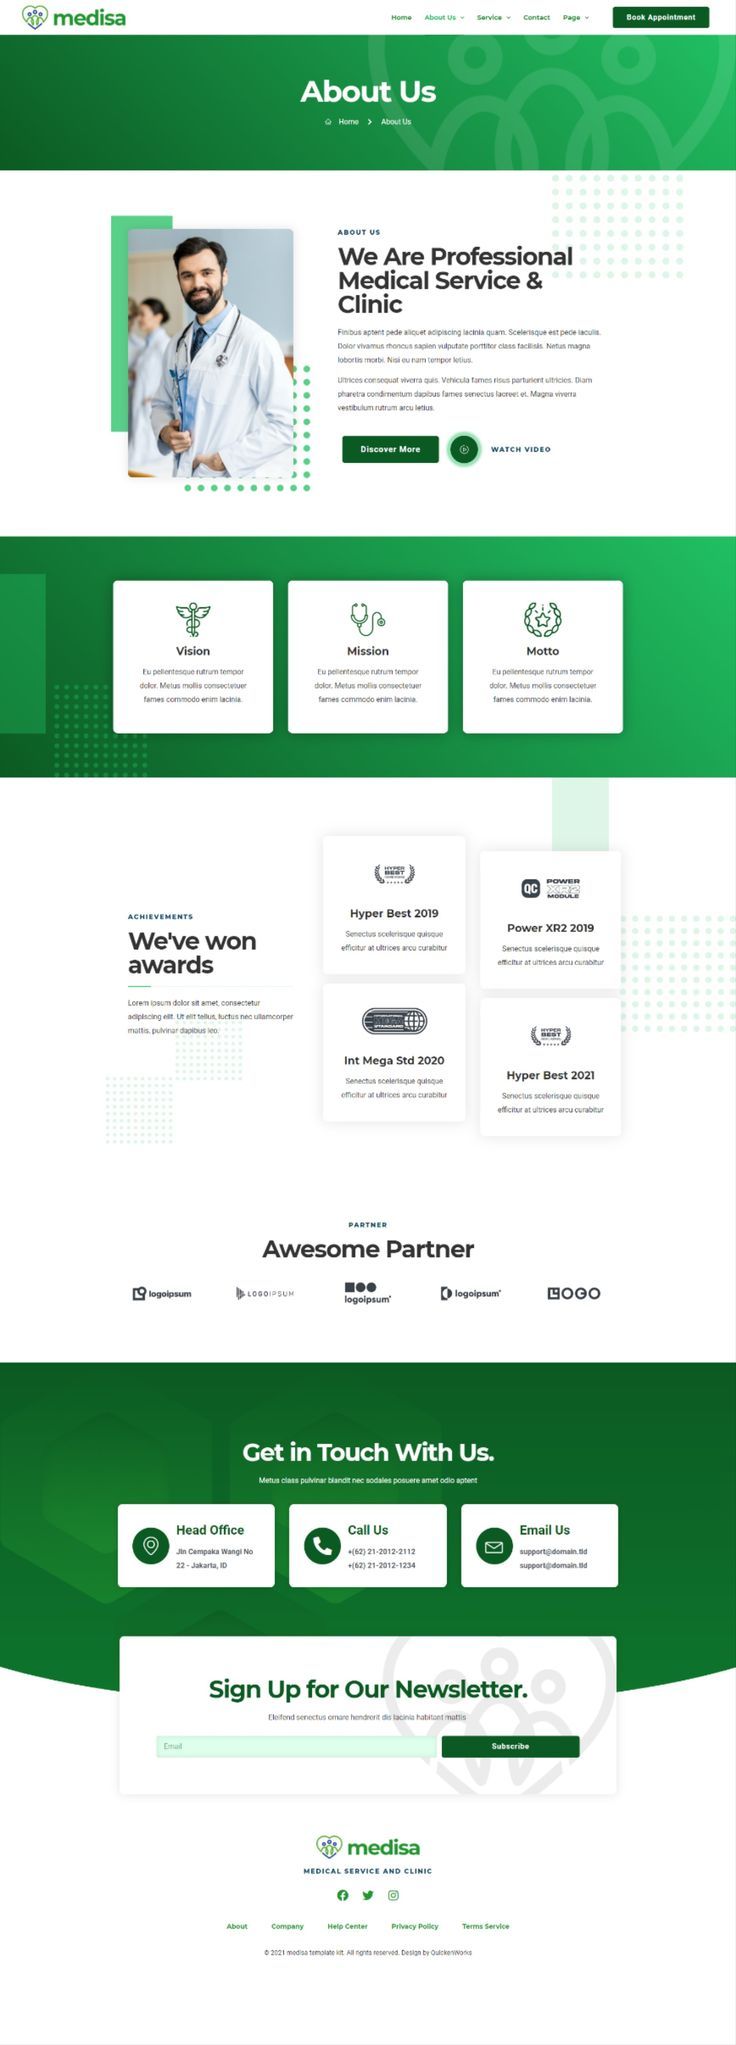 medisa
Home About Us Service Contact Page Book Appointment
About Us
Home About Us
ABOUT US
We Are Professional
Medical Service &
Clinic
Finibus aptent pede aliquet adipiscing lacinia quam. Scelerisque est pede iaculis.
Dolor vivamus rhoncus sapien vulputate porttitor class facilisis. Netus magna
lobortis morbi. Nisi eu nam tempor letius.
Ultrices consequat viverra quis. Vehicula fames risus parturient ultricies. Diam
pharetra condimentum dapibus fames senectus laoreet et. Magna viverra
vestibulum rutrum arcu letius.
Discover More WATCH VIDEO
Vision
Eu pellentesque rutrum tempor
dolor. Metus mollis consectetuer
fames commodo enim lacinia.
Mission
Eu pellentesque rutrum tempor
dolor. Metus mollis consectetuer
fames commodo enim lacinia.
Motto
Eu pellentesque rutrum tempor
dolor. Metus mollis consectetuer
fames commodo enim lacinia.
ACHIEVEMENTS
We've won
awards
Lorem ipsum dolor sit amet, consectetur
adipiscing elit. Ut elit tellus, luctus nec ullamcorper
mattis, pulvinar dapibus leo.
HYPER
BEST
Hyper Best 2019
Senectus scelerisque quisque
efficitur at ultrices arcu curabitur
QC POWER
XR2
MODULE
Power XR2 2019
Senectus scelerisque quisque
efficitur at ultrices arcu curabitur
MEGA
STANDARD
Int Mega Std 2020
Senectus scelerisque quisque
efficitur at ultrices arcu curabitur
HYPER
BEST
Hyper Best 2021
Senectus scelerisque quisque
efficitur at ultrices arcu curabitur
PARTNER
Awesome Partner
logoipsum
LOGOIPSUM
logoipsum
logoipsum
LOGO
Get in Touch With Us.
Metus class pulvinar blandit nec sodales posuere amet odio aptent
Head Office
Jln Cempaka Wangi No
22 - Jakarta, ID
Call Us
+(62) 21-2012-2112
+(62) 21-2012-1234
Email Us
support@domain.tld
support@domain.tld
Sign Up for Our Newsletter.
Eleifend senectus ornare hendrerit dis lacinia habitant mattis
Email Subscribe
medisa
MEDICAL SERVICE AND CLINIC
About Company Help Center Privacy Policy Terms Service
© 2021 medisa template kit. All rights reserved. Design by QuickenWorks